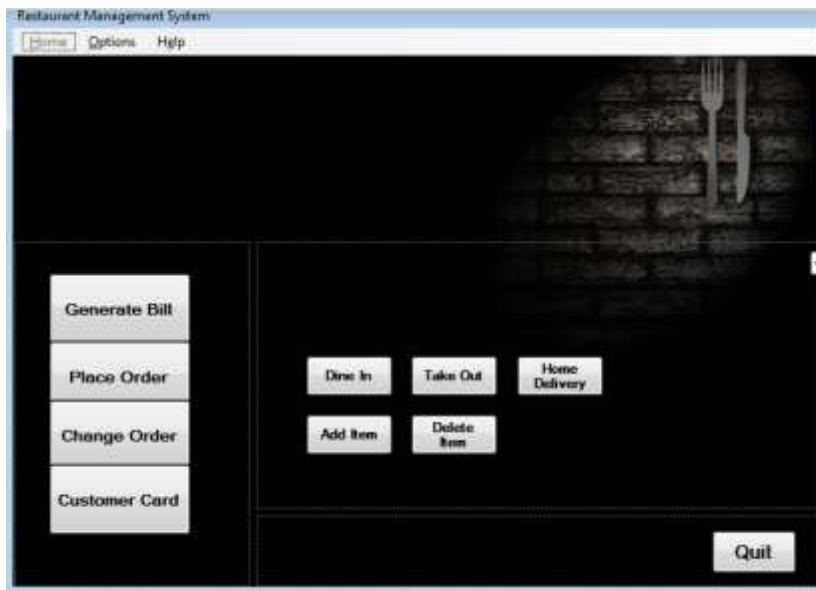 Restaurant Management System
Home Options Help
Generate Bill
Place Order
Change Order
Customer Card
Dine In Take Out Home
Delivery
Add Item Delete
Item
Quit